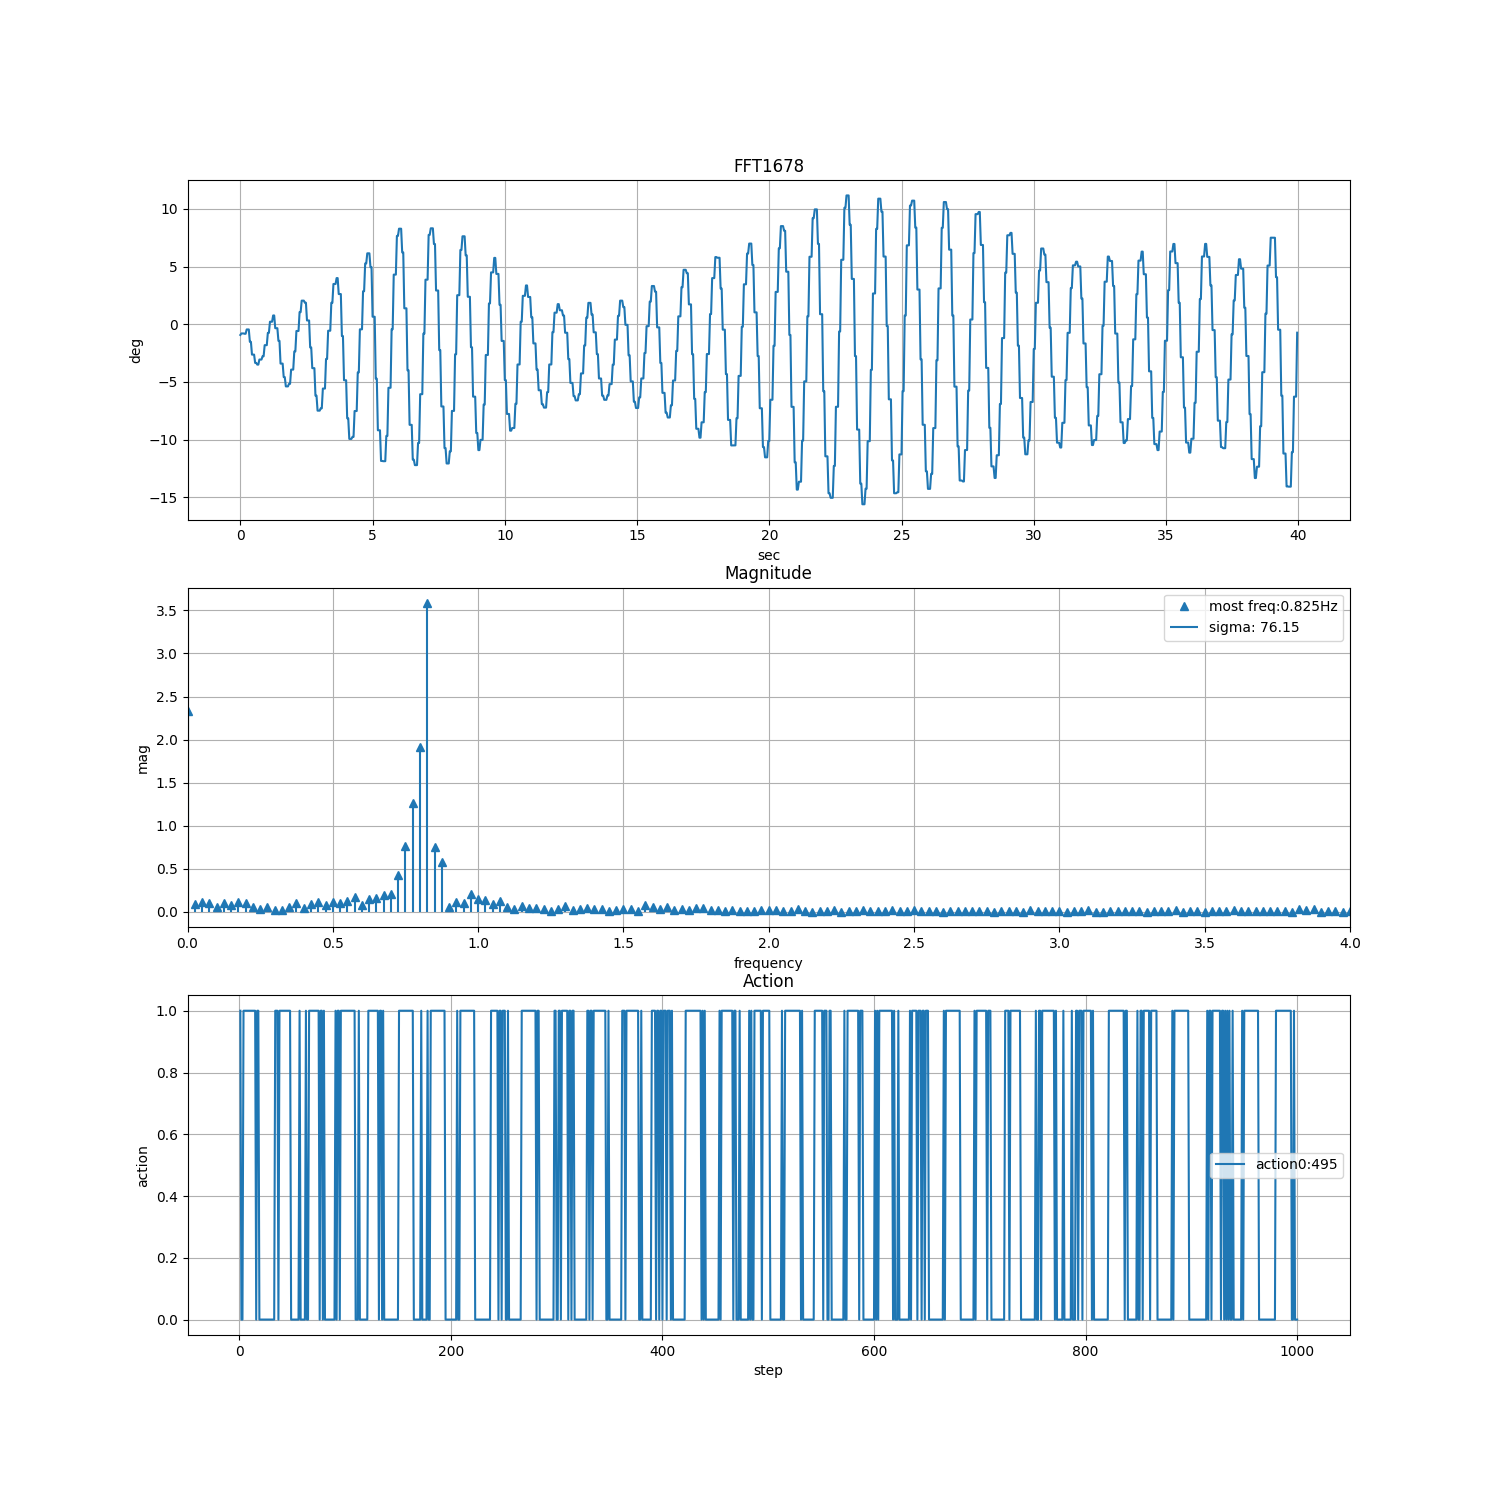 FFT1678
10
5
0
−5
−10
−15
deg
0 5 10 15 20 25 30 35 40
sec
Magnitude
3.5
3.0
2.5
2.0
1.5
1.0
0.5
0.0
mag
most freq:0.825Hz
sigma: 76.15
0.0 0.5 1.0 1.5 2.0 2.5 3.0 3.5 4.0
frequency
Action
1.0
0.8
0.6
0.4
0.2
0.0
action
action0:495
0 200 400 600 800 1000
step